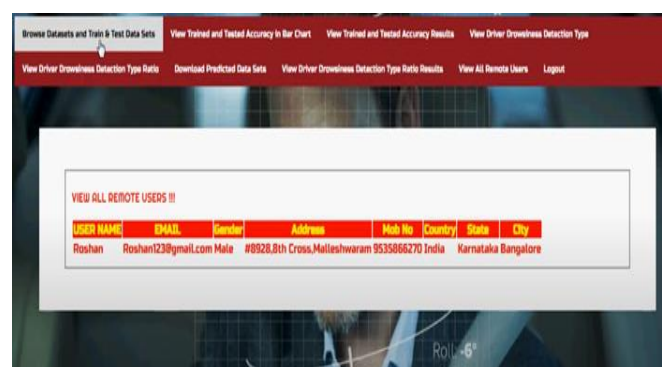 Browse Datasets and Train & Test Data Sets View Trained and Tested Accuracy in Bar Chart View Trained and Tested Accuracy Results View Driver Drowsiness Detection Type
View Driver Drowsiness Detection Type Ratio Download Predicted Data Sets View Driver Drowsiness Detection Type Ratio Results View All Remote Users Logout
VIEW ALL REMOTE USERS !!!
USER NAME EMAIL Gender Address Mob No Country State City
Roshan Roshan123@gmail.com Male #8928,8th Cross,Malleshwaram 9535866270 India Karnataka Bangalore
Roll: -6°